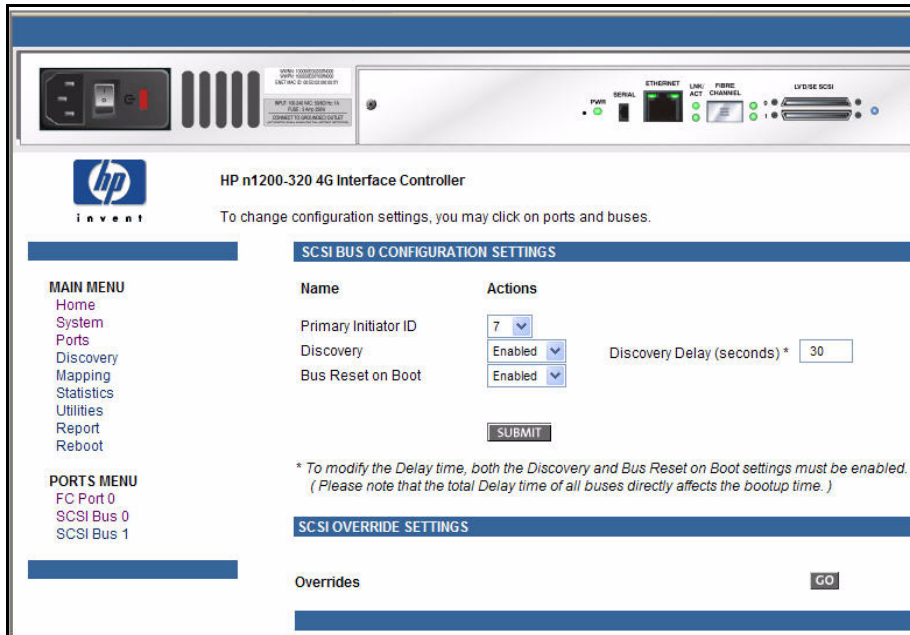 PWR
SERIAL
ETHERNET
LNK/
ACT
FIBRE
CHANNEL
LVD/SE SCSI
0
1
hp
invent
HP n1200-320 4G Interface Controller
To change configuration settings, you may click on ports and buses.
MAIN MENU
Home
System
Ports
Discovery
Mapping
Statistics
Utilities
Report
Reboot
PORTS MENU
FC Port 0
SCSI Bus 0
SCSI Bus 1
SCSI BUS 0 CONFIGURATION SETTINGS
Name Actions
Primary Initiator ID 7
Discovery Enabled Discovery Delay (seconds) * 30
Bus Reset on Boot Enabled
SUBMIT
* To modify the Delay time, both the Discovery and Bus Reset on Boot settings must be enabled.
( Please note that the total Delay time of all buses directly affects the bootup time. )
SCSI OVERRIDE SETTINGS
Overrides GO